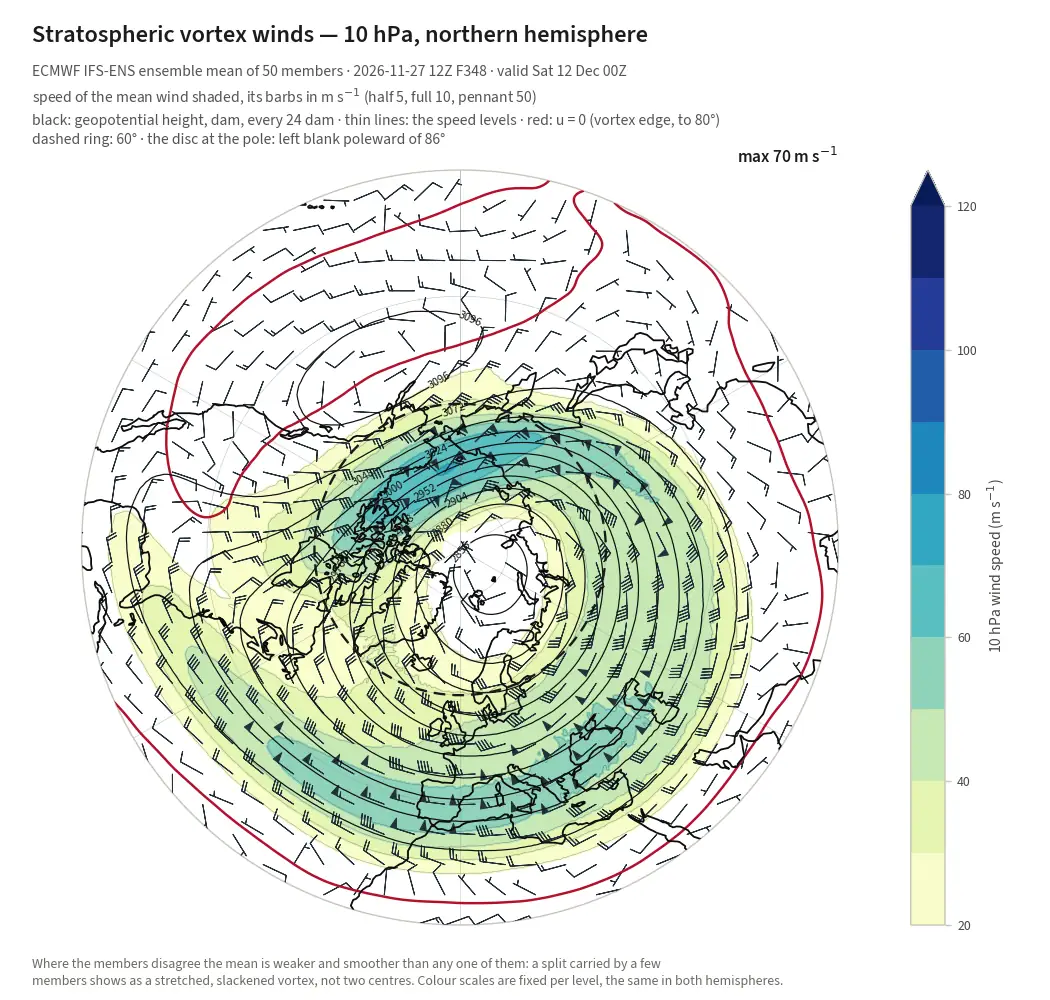 Stratospheric vortex winds — 10 hPa, northern hemisphere
ECMWF IFS-ENS ensemble mean of 50 members · 2026-11-27 12Z F348 · valid Sat 12 Dec 00Z
speed of the mean wind shaded, its barbs in m s⁻¹ (half 5, full 10, pennant 50)
black: geopotential height, dam, every 24 dam · thin lines: the speed levels · red: u = 0 (vortex edge, to 80°)
dashed ring: 60° · the disc at the pole: left blank poleward of 86°
max 70 m s⁻¹
120
100
80
60
40
20
10 hPa wind speed (m s⁻¹)
3096
3096
3072
3024
3048
3000
2952
2904
2880
Where the members disagree the mean is weaker and smoother than any one of them: a split carried by a few
members shows as a stretched, slackened vortex, not two centres. Colour scales are fixed per level, the same in both hemispheres.